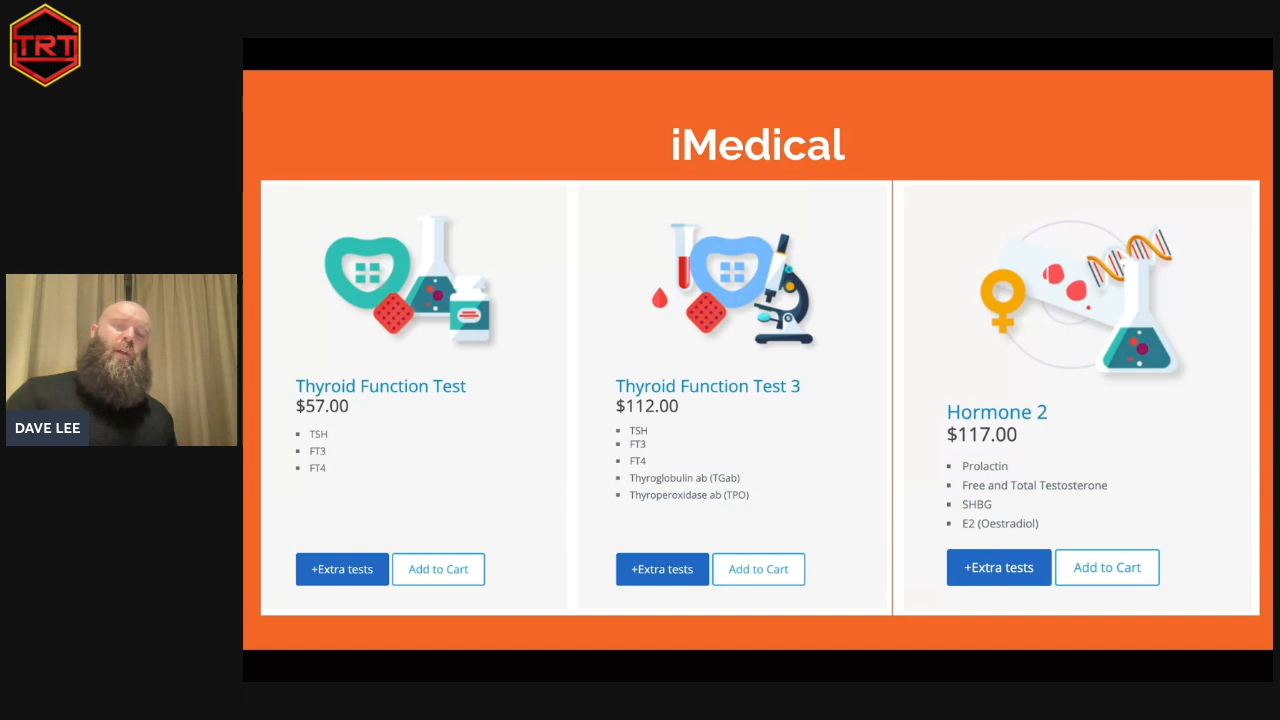 TRT
iMedical
Thyroid Function Test
$57.00
TSH
FT3
FT4
+Extra tests
Add to Cart
Thyroid Function Test 3
$112.00
TSH
FT3
FT4
Thyroglobulin ab (TGab)
Thyroperoxidase ab (TPO)
+Extra tests
Add to Cart
Hormone 2
$117.00
Prolactin
Free and Total Testosterone
SHBG
E2 (Oestradiol)
+Extra tests
Add to Cart
DAVE LEE